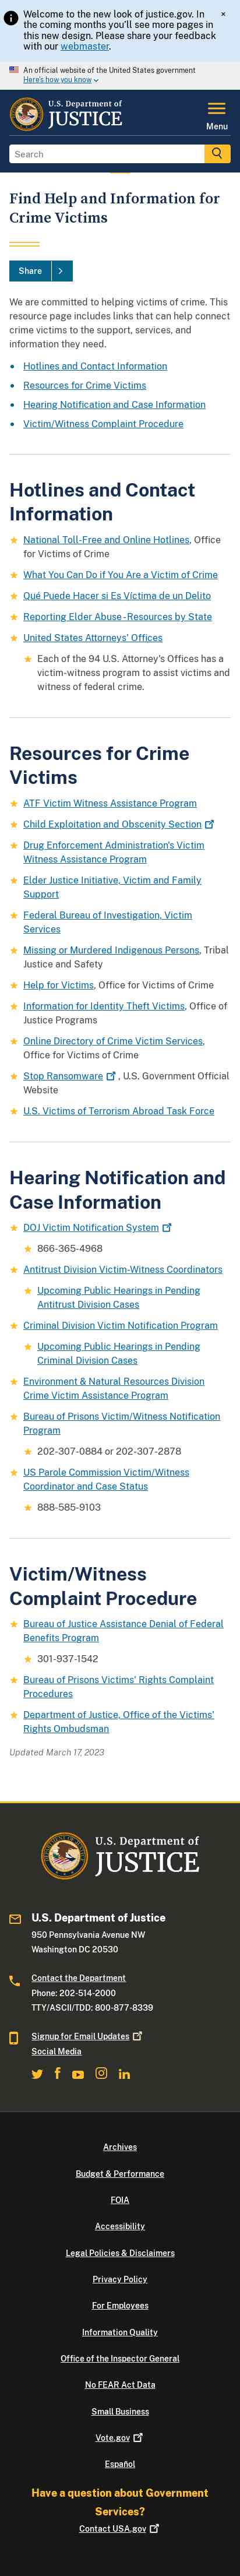 Welcome to the new look of justice.gov. In
the coming months you'll see more pages in
this new design. Please share your feedback
with our webmaster.
×
An official website of the United States government
Here's how you know
U.S. Department of
JUSTICE
Menu
Search
Find Help and Information for
Crime Victims
Share
We are committed to helping victims of crime. This
resource page includes links that can help connect
crime victims to the support, services, and
information they need.
Hotlines and Contact Information
Resources for Crime Victims
Hearing Notification and Case Information
Victim/Witness Complaint Procedure
Hotlines and Contact
Information
National Toll-Free and Online Hotlines, Office
for Victims of Crime
What You Can Do if You Are a Victim of Crime
Qué Puede Hacer si Es Víctima de un Delito
Reporting Elder Abuse - Resources by State
United States Attorneys' Offices
Each of the 94 U.S. Attorney's Offices has a
victim-witness program to assist victims and
witness of federal crime.
Resources for Crime
Victims
ATF Victim Witness Assistance Program
Child Exploitation and Obscenity Section
Drug Enforcement Administration's Victim
Witness Assistance Program
Elder Justice Initiative, Victim and Family
Support
Federal Bureau of Investigation, Victim
Services
Missing or Murdered Indigenous Persons, Tribal
Justice and Safety
Help for Victims, Office for Victims of Crime
Information for Identity Theft Victims, Office of
Justice Programs
Online Directory of Crime Victim Services,
Office for Victims of Crime
Stop Ransomware , U.S. Government Official
Website
U.S. Victims of Terrorism Abroad Task Force
Hearing Notification and
Case Information
DOJ Victim Notification System
866-365-4968
Antitrust Division Victim-Witness Coordinators
Upcoming Public Hearings in Pending
Antitrust Division Cases
Criminal Division Victim Notification Program
Upcoming Public Hearings in Pending
Criminal Division Cases
Environment & Natural Resources Division
Crime Victim Assistance Program
Bureau of Prisons Victim/Witness Notification
Program
202-307-0884 or 202-307-2878
US Parole Commission Victim/Witness
Coordinator and Case Status
888-585-9103
Victim/Witness
Complaint Procedure
Bureau of Justice Assistance Denial of Federal
Benefits Program
301-937-1542
Bureau of Prisons Victims' Rights Complaint
Procedures
Department of Justice, Office of the Victims'
Rights Ombudsman
Updated March 17, 2023
U.S. Department of
JUSTICE
U.S. Department of Justice
950 Pennsylvania Avenue NW
Washington DC 20530
Contact the Department
Phone: 202-514-2000
TTY/ASCII/TDD: 800-877-8339
Signup for Email Updates
Social Media
Archives
Budget & Performance
FOIA
Accessibility
Legal Policies & Disclaimers
Privacy Policy
For Employees
Information Quality
Office of the Inspector General
No FEAR Act Data
Small Business
Vote.gov
Español
Have a question about Government
Services?
Contact USA.gov